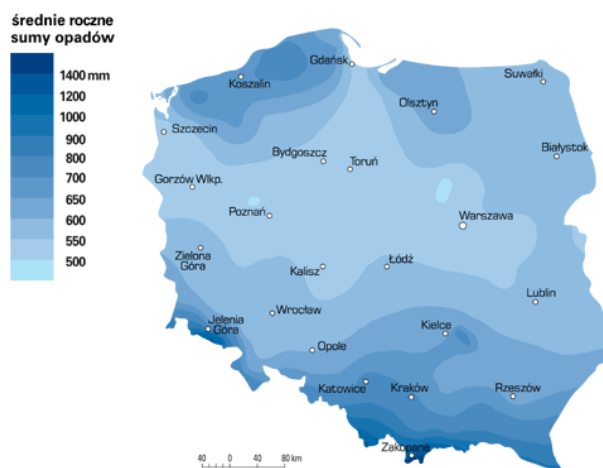 średnie roczne
sumy opadów
1400 mm
1200
1000
900
800
700
650
600
550
500
Gdańsk
Koszalin
Suwałki
Olsztyn
Szczecin
Białystok
Bydgoszcz
Toruń
Gorzów Wlkp.
Poznań
Warszawa
Zielona
Góra
Kalisz
Łódź
Lublin
Wrocław
Jelenia
Góra
Kielce
Opole
Katowice
Kraków
Rzeszów
Zakopane
40 0 80 km